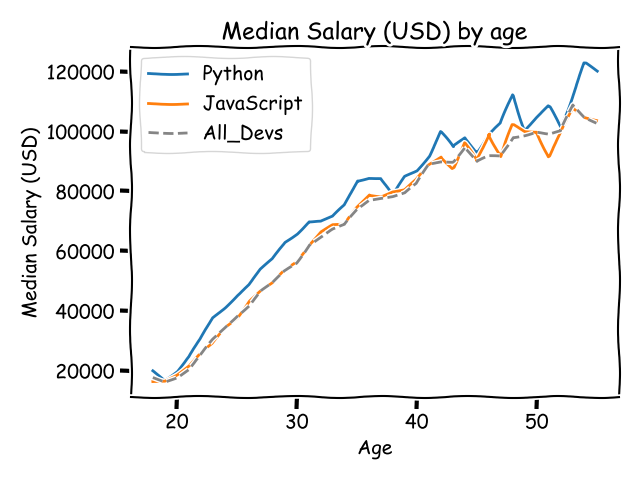 Median Salary (USD) by age
Python
JavaScript
All_Devs
Median Salary (USD)
120000
100000
80000
60000
40000
20000
20 30 40 50
Age